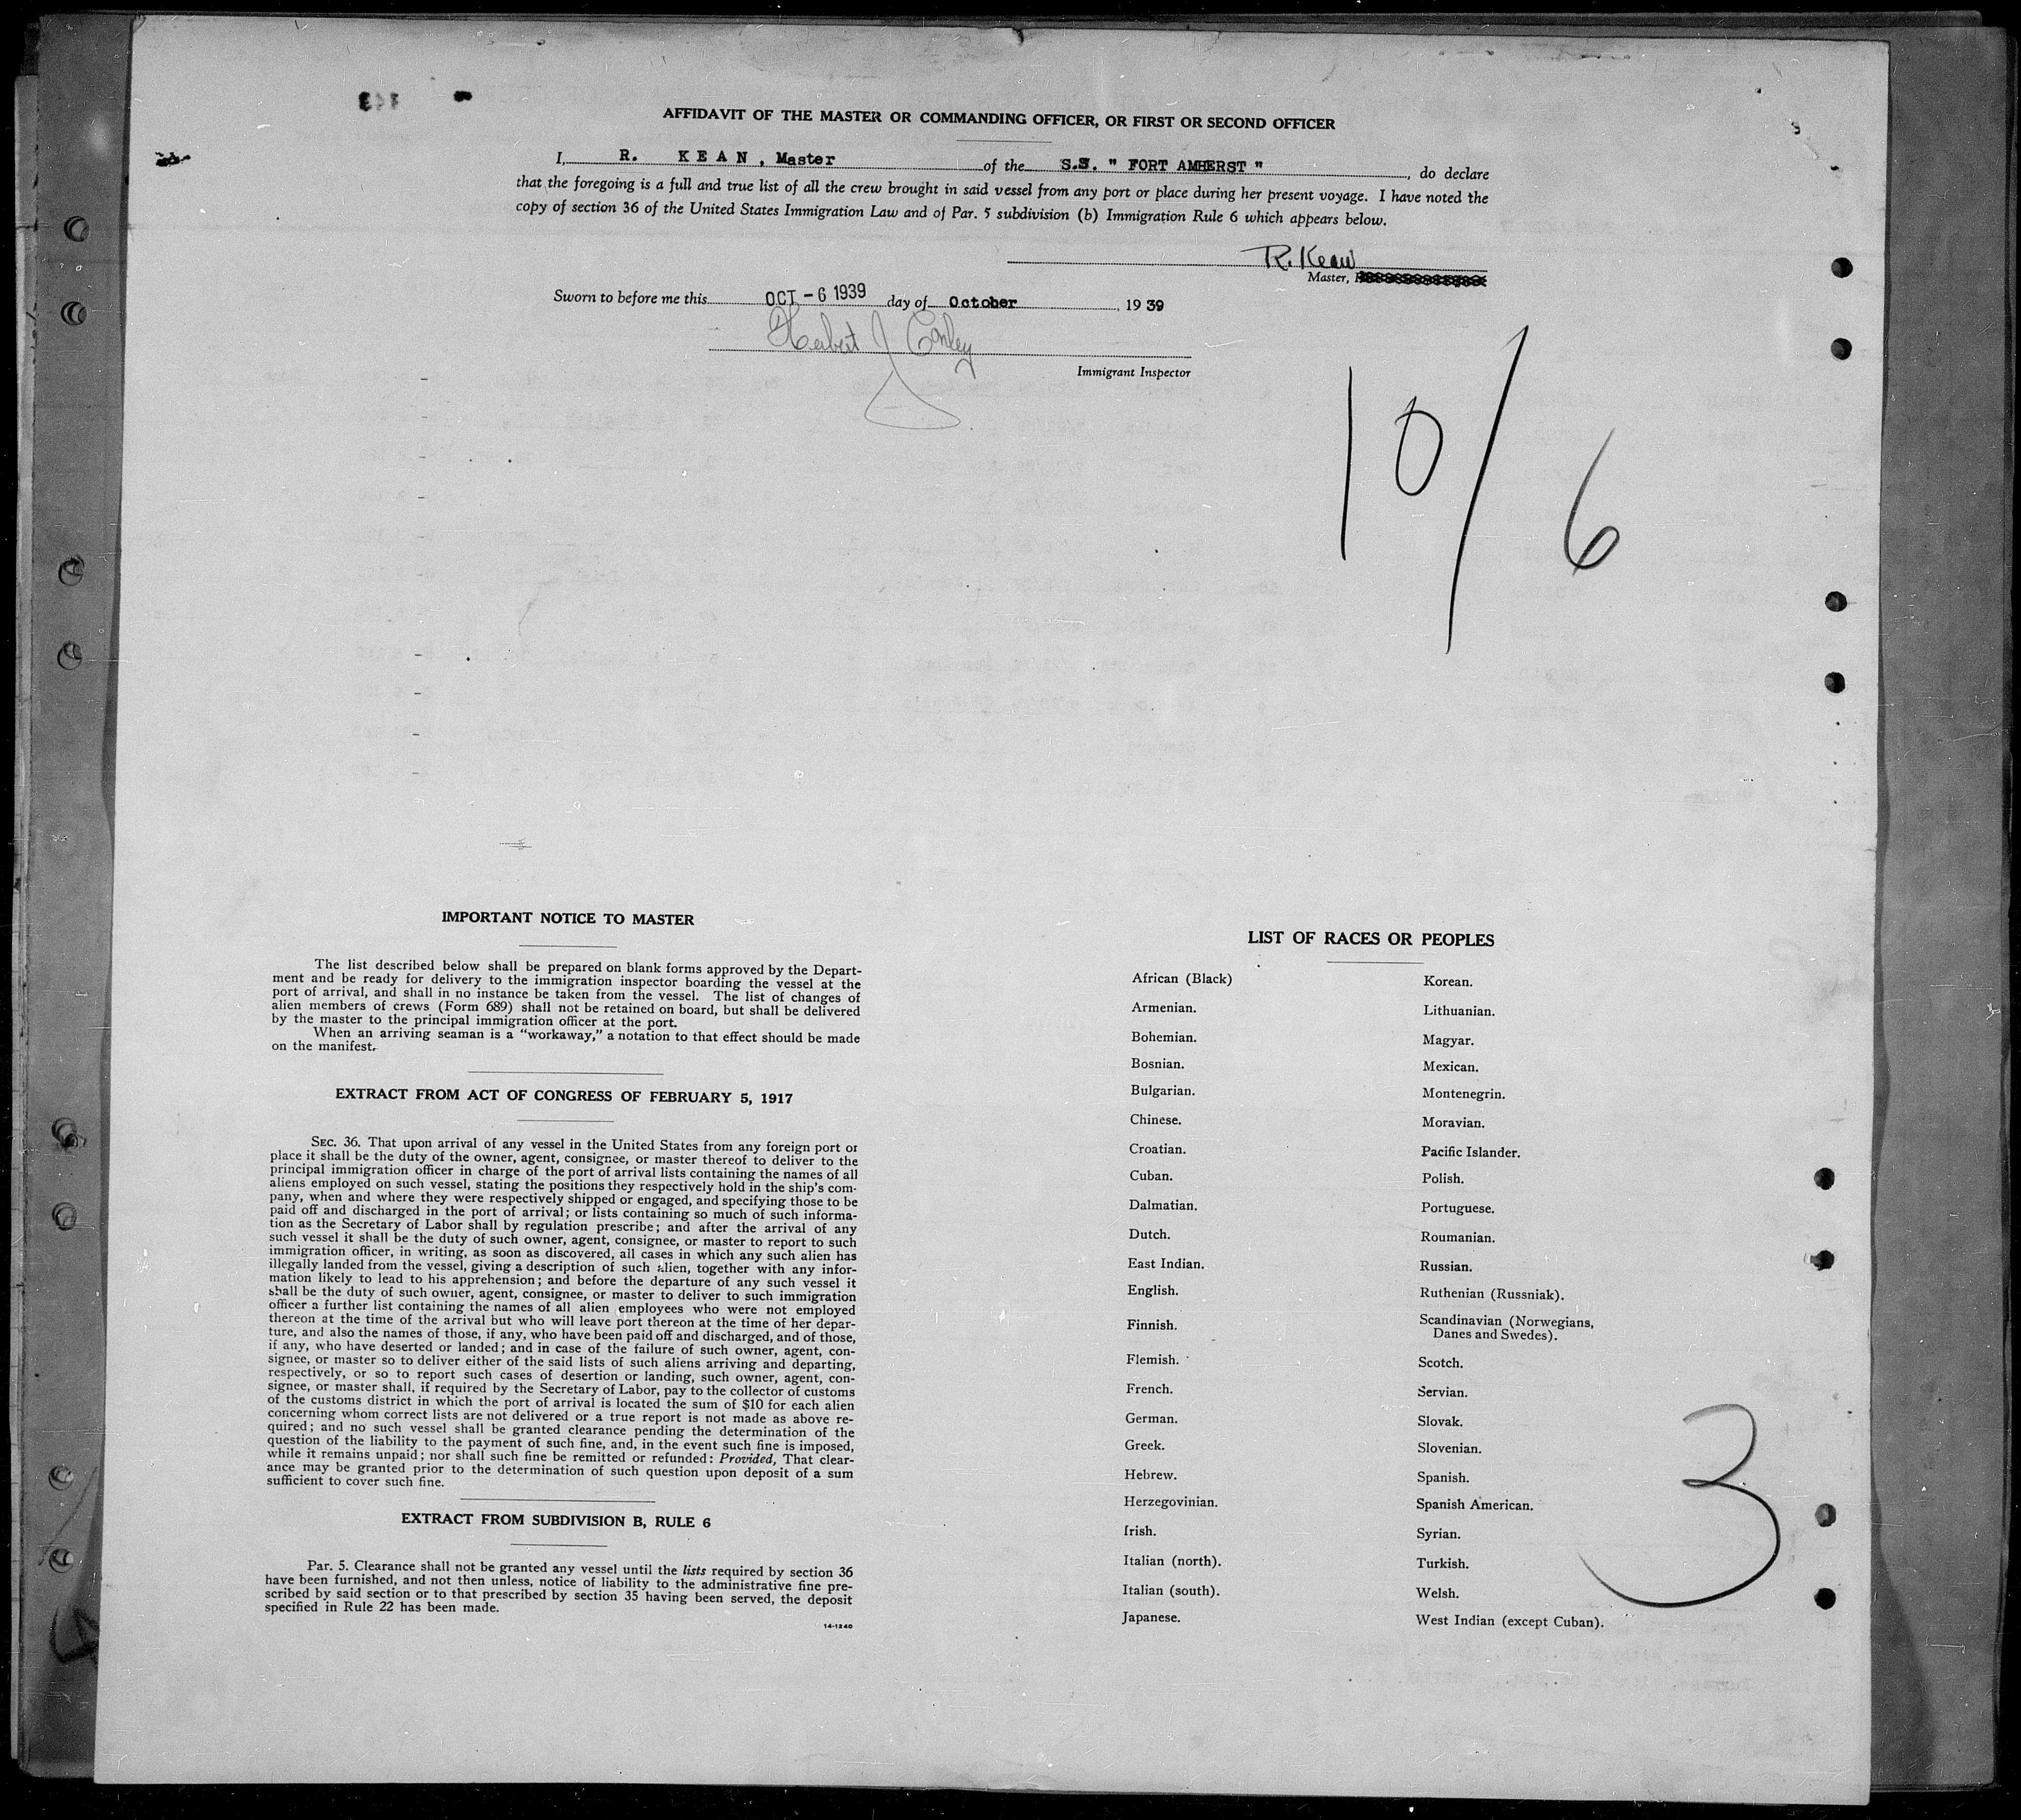 AFFIDAVIT OF THE MASTER OR COMMANDING OFFICER, OR FIRST OR SECOND OFFICER
I, R. KEAN, Master of the S.S. " FORT AMHERST ", do declare
that the foregoing is a full and true list of all the crew brought in said vessel from any port or place during her present voyage. I have noted the
copy of section 36 of the United States Immigration Law and of Par. 5 subdivision (b) Immigration Rule 6 which appears below.
R. Kean
Master,
Sworn to before me this OCT - 6 1939 day of October, 19 39
Herbert J Conley
Immigrant Inspector
10/6
IMPORTANT NOTICE TO MASTER
The list described below shall be prepared on blank forms approved by the Depart-
ment and be ready for delivery to the immigration inspector boarding the vessel at the
port of arrival, and shall in no instance be taken from the vessel. The list of changes of
alien members of crews (Form 689) shall not be retained on board, but shall be delivered
by the master to the principal immigration officer at the port.
When an arriving seaman is a "workaway," a notation to that effect should be made
on the manifest.
EXTRACT FROM ACT OF CONGRESS OF FEBRUARY 5, 1917
SEC. 36. That upon arrival of any vessel in the United States from any foreign port or
place it shall be the duty of the owner, agent, consignee, or master thereof to deliver to the
principal immigration officer in charge of the port of arrival lists containing the names of all
aliens employed on such vessel, stating the positions they respectively hold in the ship's com-
pany, when and where they were respectively shipped or engaged, and specifying those to be
paid off and discharged in the port of arrival; or lists containing so much of such informa-
tion as the Secretary of Labor shall by regulation prescribe; and after the arrival of any
such vessel it shall be the duty of such owner, agent, consignee, or master to report to such
immigration officer, in writing, as soon as discovered, all cases in which any such alien has
illegally landed from the vessel, giving a description of such alien, together with any infor-
mation likely to lead to his apprehension; and before the departure of any such vessel it
shall be the duty of such owner, agent, consignee, or master to deliver to such immigration
officer a further list containing the names of all alien employees who were not employed
thereon at the time of the arrival but who will leave port thereon at the time of her depar-
ture, and also the names of those, if any, who have been paid off and discharged, and of those,
if any, who have deserted or landed; and in case of the failure of such owner, agent, con-
signee, or master so to deliver either of the said lists of such aliens arriving and departing,
respectively, or so to report such cases of desertion or landing, such owner, agent, con-
signee, or master shall, if required by the Secretary of Labor, pay to the collector of customs
of the customs district in which the port of arrival is located the sum of $10 for each alien
concerning whom correct lists are not delivered or a true report is not made as above re-
quired; and no such vessel shall be granted clearance pending the determination of the
question of the liability to the payment of such fine, and, in the event such fine is imposed,
while it remains unpaid; nor shall such fine be remitted or refunded: Provided, That clear-
ance may be granted prior to the determination of such question upon deposit of a sum
sufficient to cover such fine.
EXTRACT FROM SUBDIVISION B, RULE 6
Par. 5. Clearance shall not be granted any vessel until the lists required by section 36
have been furnished, and not then unless, notice of liability to the administrative fine pre-
scribed by said section or to that prescribed by section 35 having been served, the deposit
specified in Rule 22 has been made.
14-1240
LIST OF RACES OR PEOPLES
African (Black)
Armenian.
Bohemian.
Bosnian.
Bulgarian.
Chinese.
Croatian.
Cuban.
Dalmatian.
Dutch.
East Indian.
English.
Finnish.
Flemish.
French.
German.
Greek.
Hebrew.
Herzegovinian.
Irish.
Italian (north).
Italian (south).
Japanese.
Korean.
Lithuanian.
Magyar.
Mexican.
Montenegrin.
Moravian.
Pacific Islander.
Polish.
Portuguese.
Roumanian.
Russian.
Ruthenian (Russniak).
Scandinavian (Norwegians,
Danes and Swedes).
Scotch.
Servian.
Slovak.
Slovenian.
Spanish.
Spanish American.
Syrian.
Turkish.
Welsh.
West Indian (except Cuban).
3